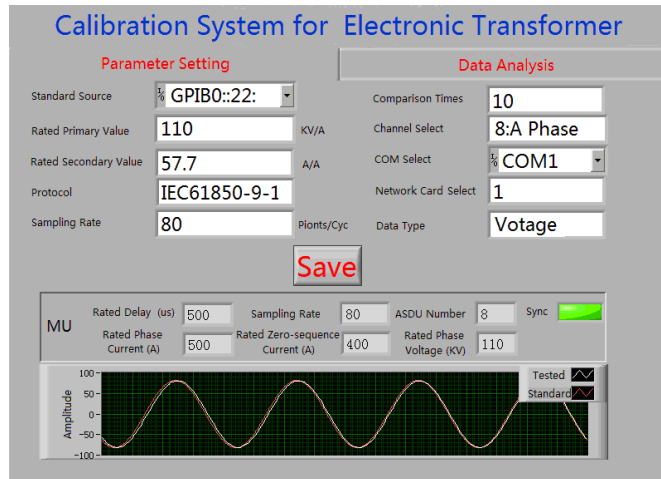 Calibration System for Electronic Transformer
Parameter Setting
Data Analysis
Standard Source GPIB0::22:
Comparison Times 10
Rated Primary Value 110 KV/A
Channel Select 8:A Phase
Rated Secondary Value 57.7 A/A
COM Select COM1
Protocol IEC61850-9-1
Network Card Select 1
Sampling Rate 80 Pionts/Cyc
Data Type Votage
Save
MU
Rated Delay (us) 500 Sampling Rate 80 ASDU Number 8 Sync
Rated Phase Current (A) 500 Rated Zero-sequence Current (A) 400 Rated Phase Voltage (KV) 110
Amplitude
100
50
0
-50
-100
Tested
Standard